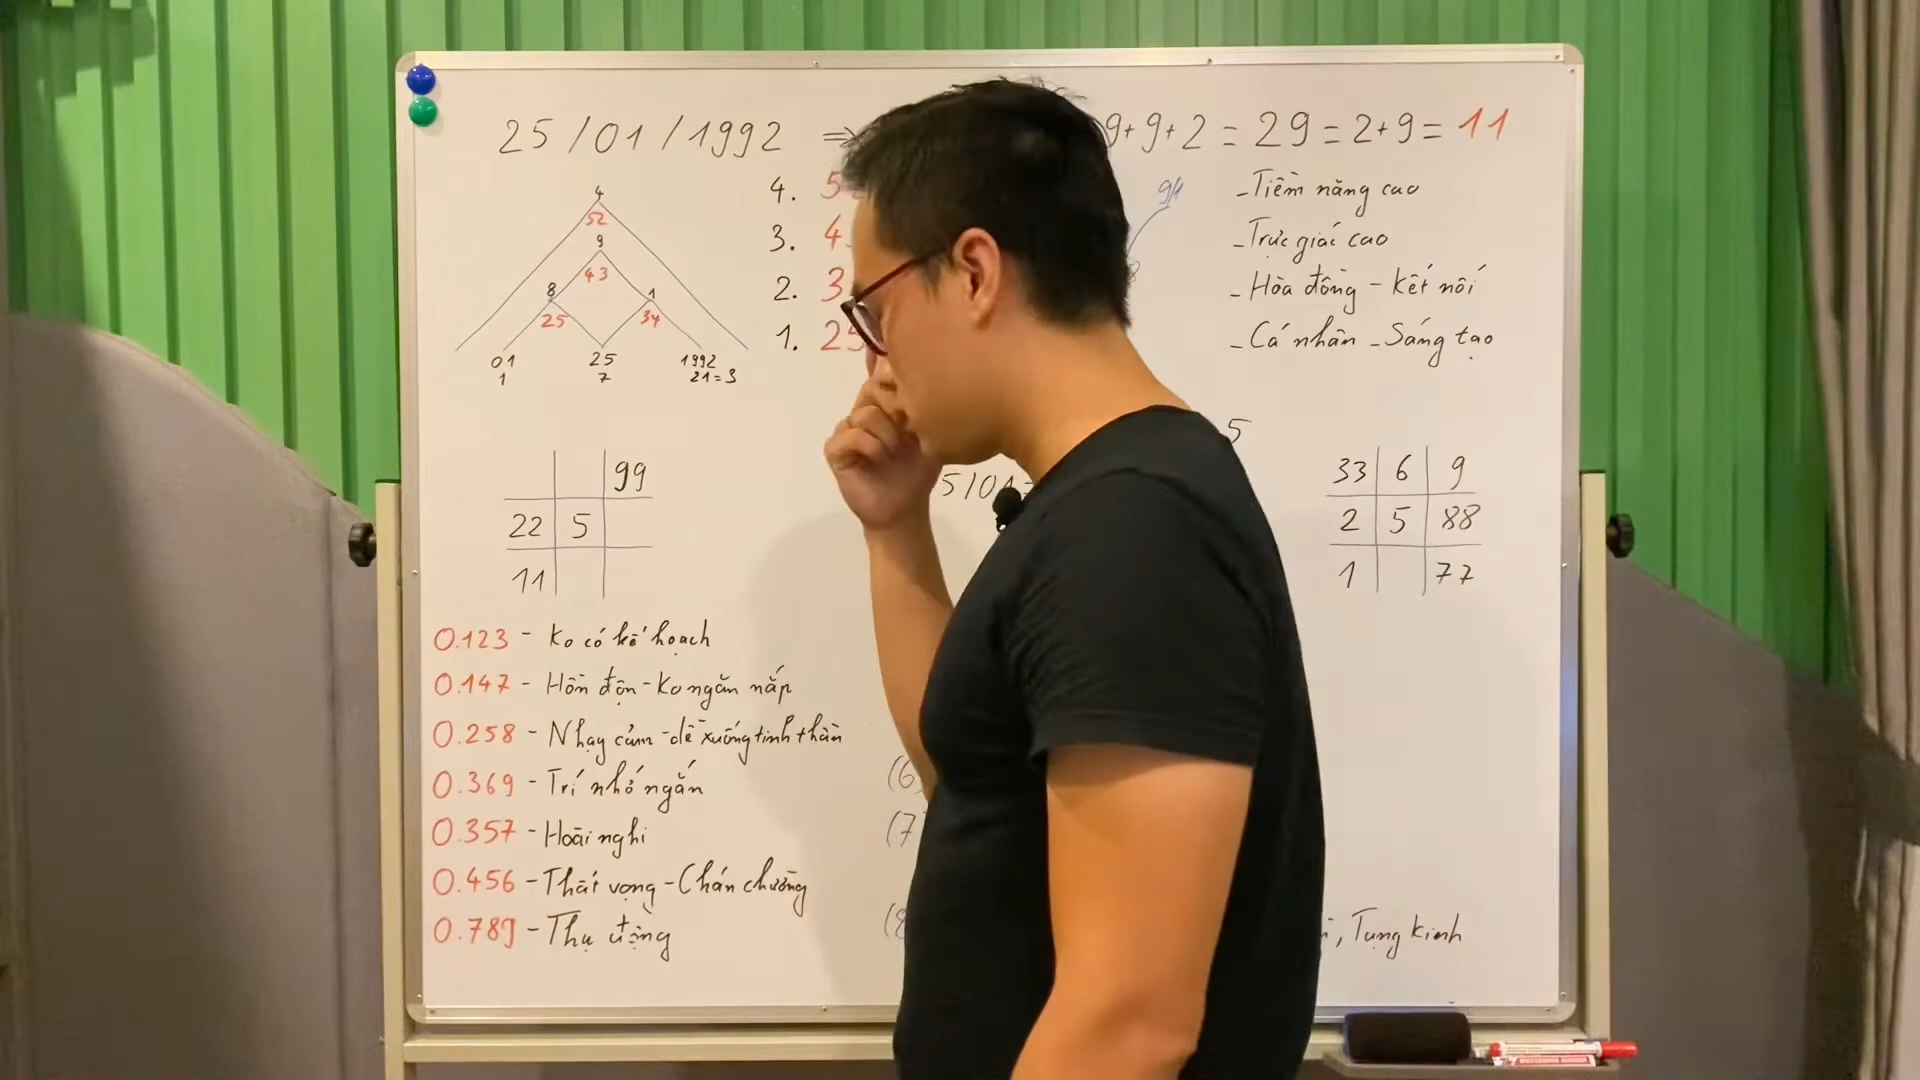 25/01/1992 => 9+9+2 = 29 = 2+9 = 11
4
52
9
43
8 1
25 34
01 25 1992
1 7 21=3
4. 5
3. 4
2. 3
1. 25
- Tiềm năng cao
- Trực giác cao
- Hòa đồng - Kết nối
- Cá nhân - Sáng tạo
99
22 5
11
5
5/01
33 6 9
2 5 88
1 77
0.123 - Ko có kế hoạch
0.147 - Hỗn độn - Ko ngăn nắp
0.258 - Nhạy cảm - dễ xuống tinh thần
0.369 - Trí nhớ ngắn
0.357 - Hoài nghi
0.456 - Thất vọng - Chán chường
0.789 - Thụ động
(6
(7
(8
, Tụng kinh